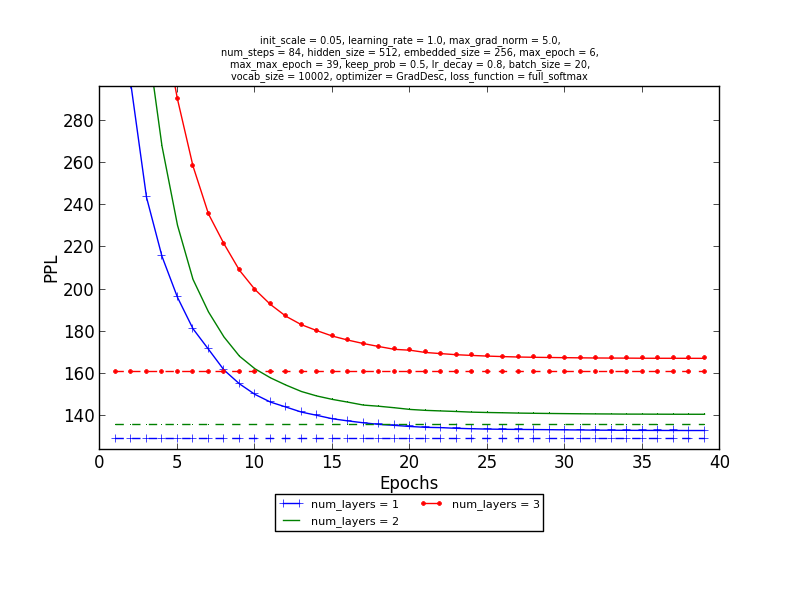 init_scale = 0.05, learning_rate = 1.0, max_grad_norm = 5.0,
num_steps = 84, hidden_size = 512, embedded_size = 256, max_epoch = 6,
max_max_epoch = 39, keep_prob = 0.5, lr_decay = 0.8, batch_size = 20,
vocab_size = 10002, optimizer = GradDesc, loss_function = full_softmax
280
260
240
220
200
180
160
140
PPL
0 5 10 15 20 25 30 35 40
Epochs
num_layers = 1 num_layers = 3
num_layers = 2